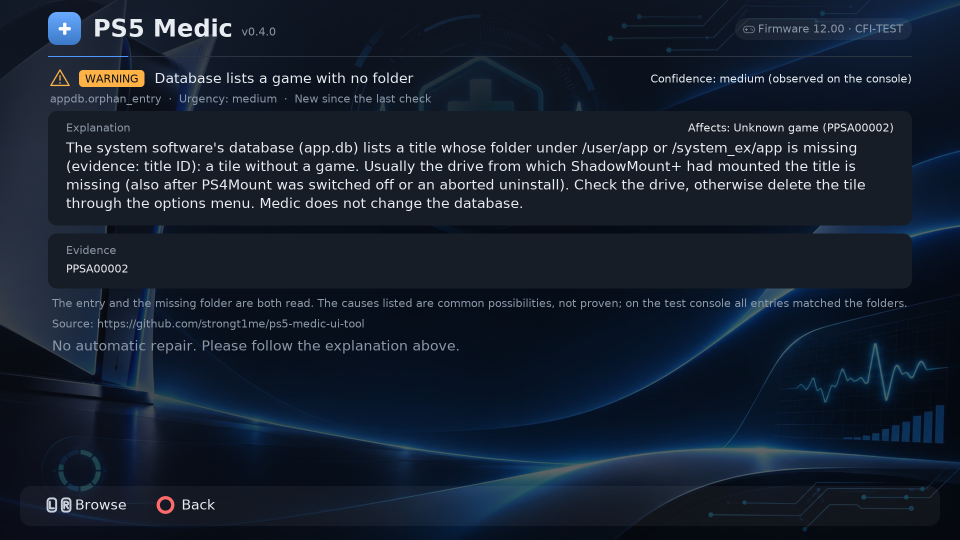 PS5 Medic v0.4.0
Firmware 12.00 · CFI-TEST
WARNING Database lists a game with no folder
Confidence: medium (observed on the console)
appdb.orphan_entry · Urgency: medium · New since the last check
Explanation
Affects: Unknown game (PPSA00002)
The system software's database (app.db) lists a title whose folder under /user/app or /system_ex/app is missing
(evidence: title ID): a tile without a game. Usually the drive from which ShadowMount+ had mounted the title is
missing (also after PS4Mount was switched off or an aborted uninstall). Check the drive, otherwise delete the tile
through the options menu. Medic does not change the database.
Evidence
PPSA00002
The entry and the missing folder are both read. The causes listed are common possibilities, not proven; on the test console all entries matched the folders.
Source: https://github.com/strongt1me/ps5-medic-ui-tool
No automatic repair. Please follow the explanation above.
L R Browse
Back